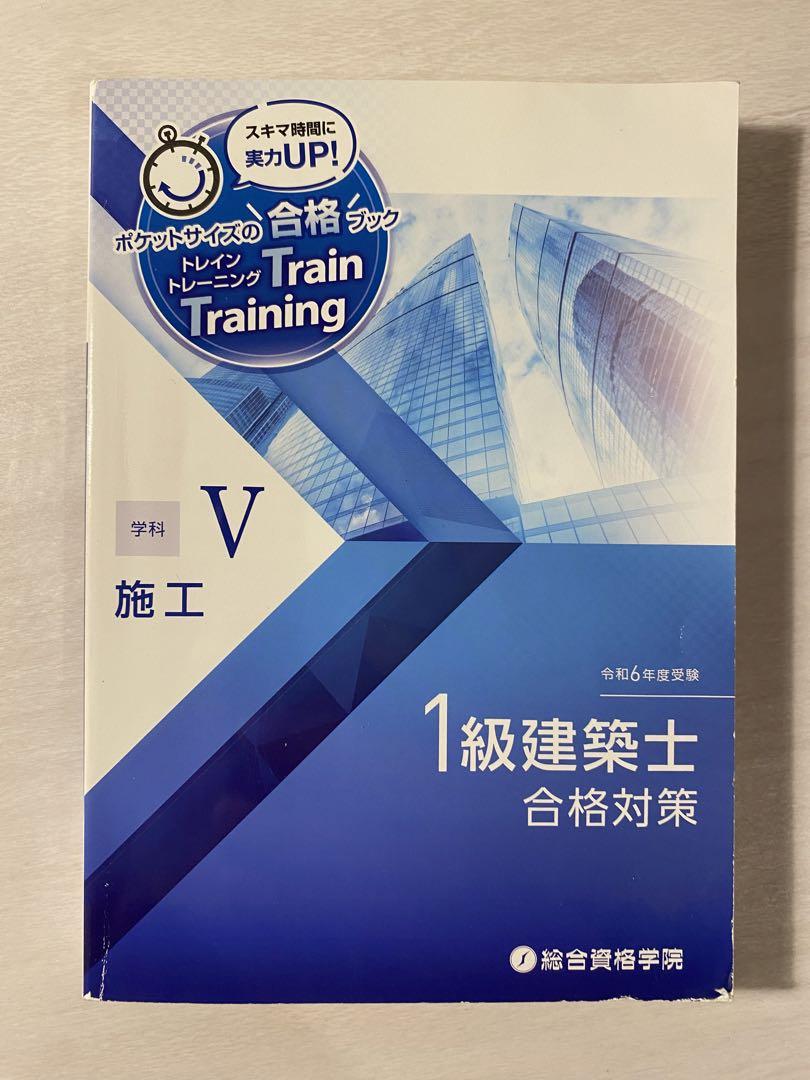 スキマ時間に
実力UP!
ポケットサイズの合格ブック
トレイン
トレーニング Train
Training
学科 V
施工
令和6年度受験
1級建築士
合格対策
総合資格学院